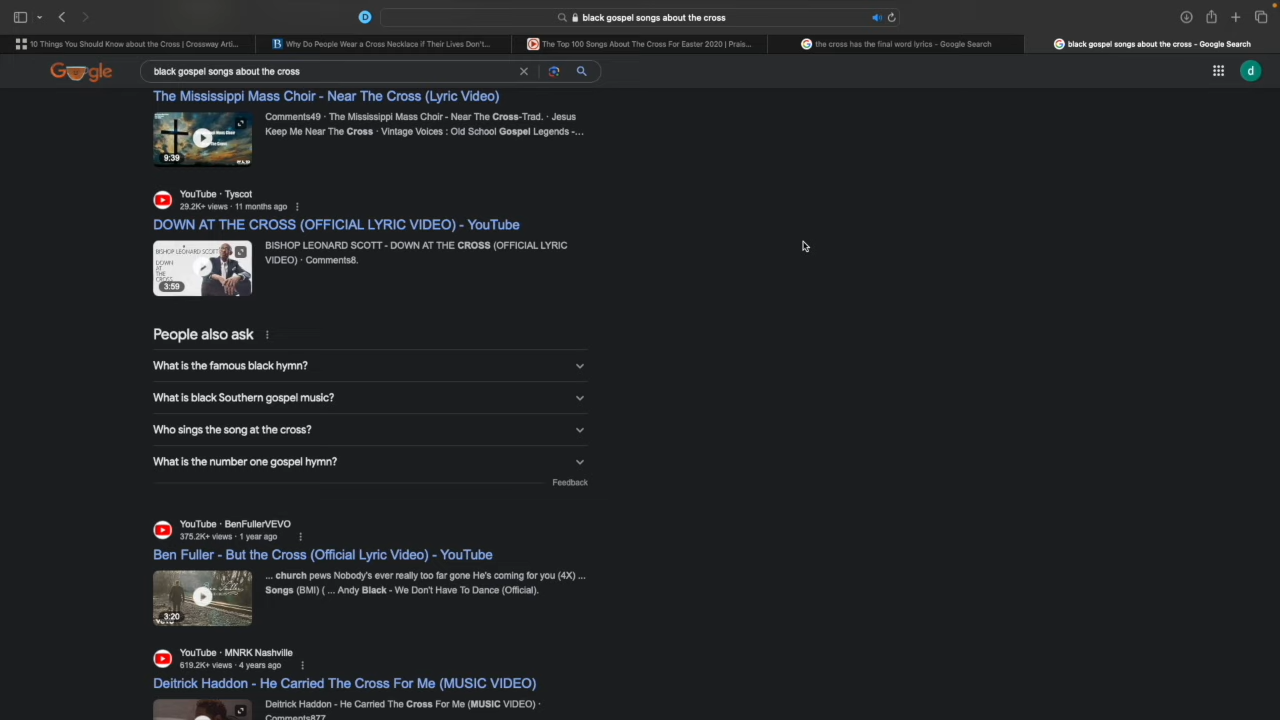 black gospel songs about the cross
10 Things You Should Know about the Cross | Crossway Arti...
Why Do People Wear a Cross Necklace if Their Lives Don't...
The Top 100 Songs About The Cross For Easter 2020 | Prais...
the cross has the final word lyrics - Google Search
black gospel songs about the cross - Google Search
Google
black gospel songs about the cross
d
The Mississippi Mass Choir - Near The Cross (Lyric Video)
Comments49 · The Mississippi Mass Choir - Near The Cross-Trad. · Jesus
Keep Me Near The Cross · Vintage Voices : Old School Gospel Legends -...
9:39
YouTube · Tyscot
29.2K+ views · 11 months ago
DOWN AT THE CROSS (OFFICIAL LYRIC VIDEO) - YouTube
BISHOP LEONARD SCOTT - DOWN AT THE CROSS (OFFICIAL LYRIC
VIDEO) · Comments8.
BISHOP LEONARD SCOTT
DOWN
AT
THE
CROSS
3:59
People also ask
What is the famous black hymn?
What is black Southern gospel music?
Who sings the song at the cross?
What is the number one gospel hymn?
Feedback
YouTube · BenFullerVEVO
375.2K+ views · 1 year ago
Ben Fuller - But the Cross (Official Lyric Video) - YouTube
... church pews Nobody's ever really too far gone He's coming for you (4X) ...
Songs (BMI) ( ... Andy Black - We Don't Have To Dance (Official).
3:20
YouTube · MNRK Nashville
619.2K+ views · 4 years ago
Deitrick Haddon - He Carried The Cross For Me (MUSIC VIDEO)
Deitrick Haddon - He Carried The Cross For Me (MUSIC VIDEO) ·
Comments877